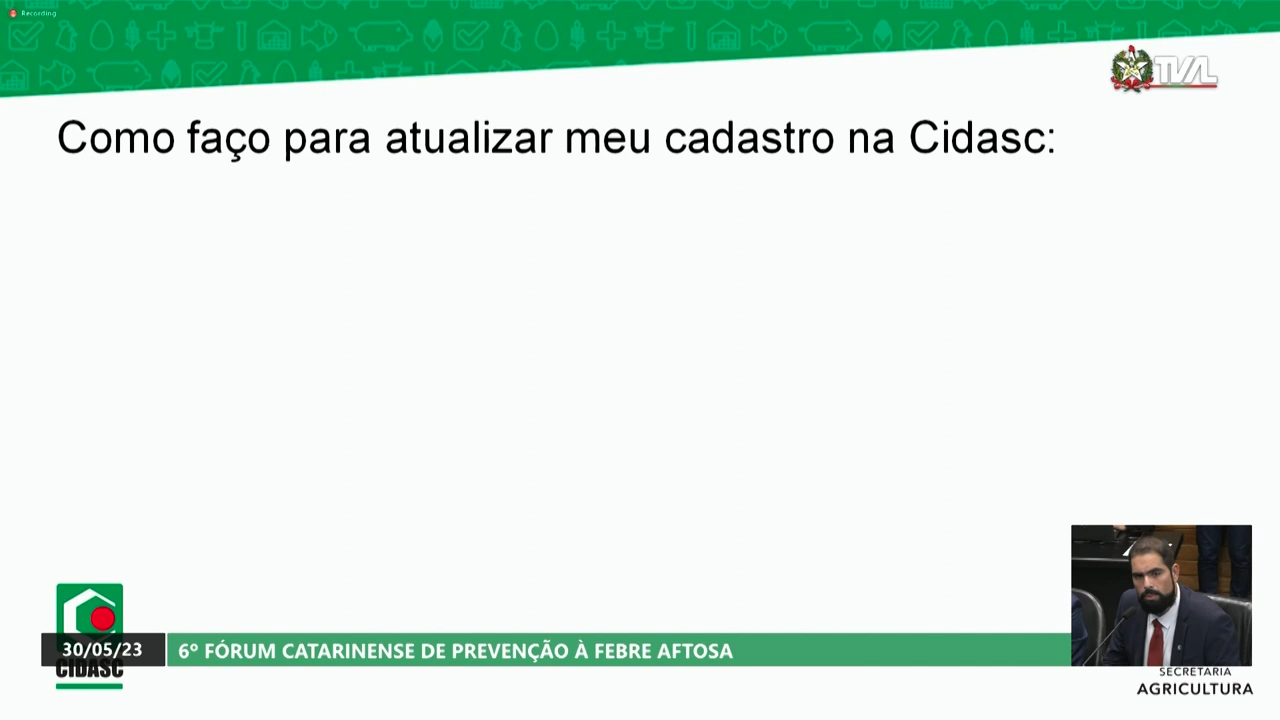 Recording
TVAL
Como faço para atualizar meu cadastro na Cidasc:
30/05/23
6º FÓRUM CATARINENSE DE PREVENÇÃO À FEBRE AFTOSA
CIDASC
SECRETARIA
AGRICULTURA